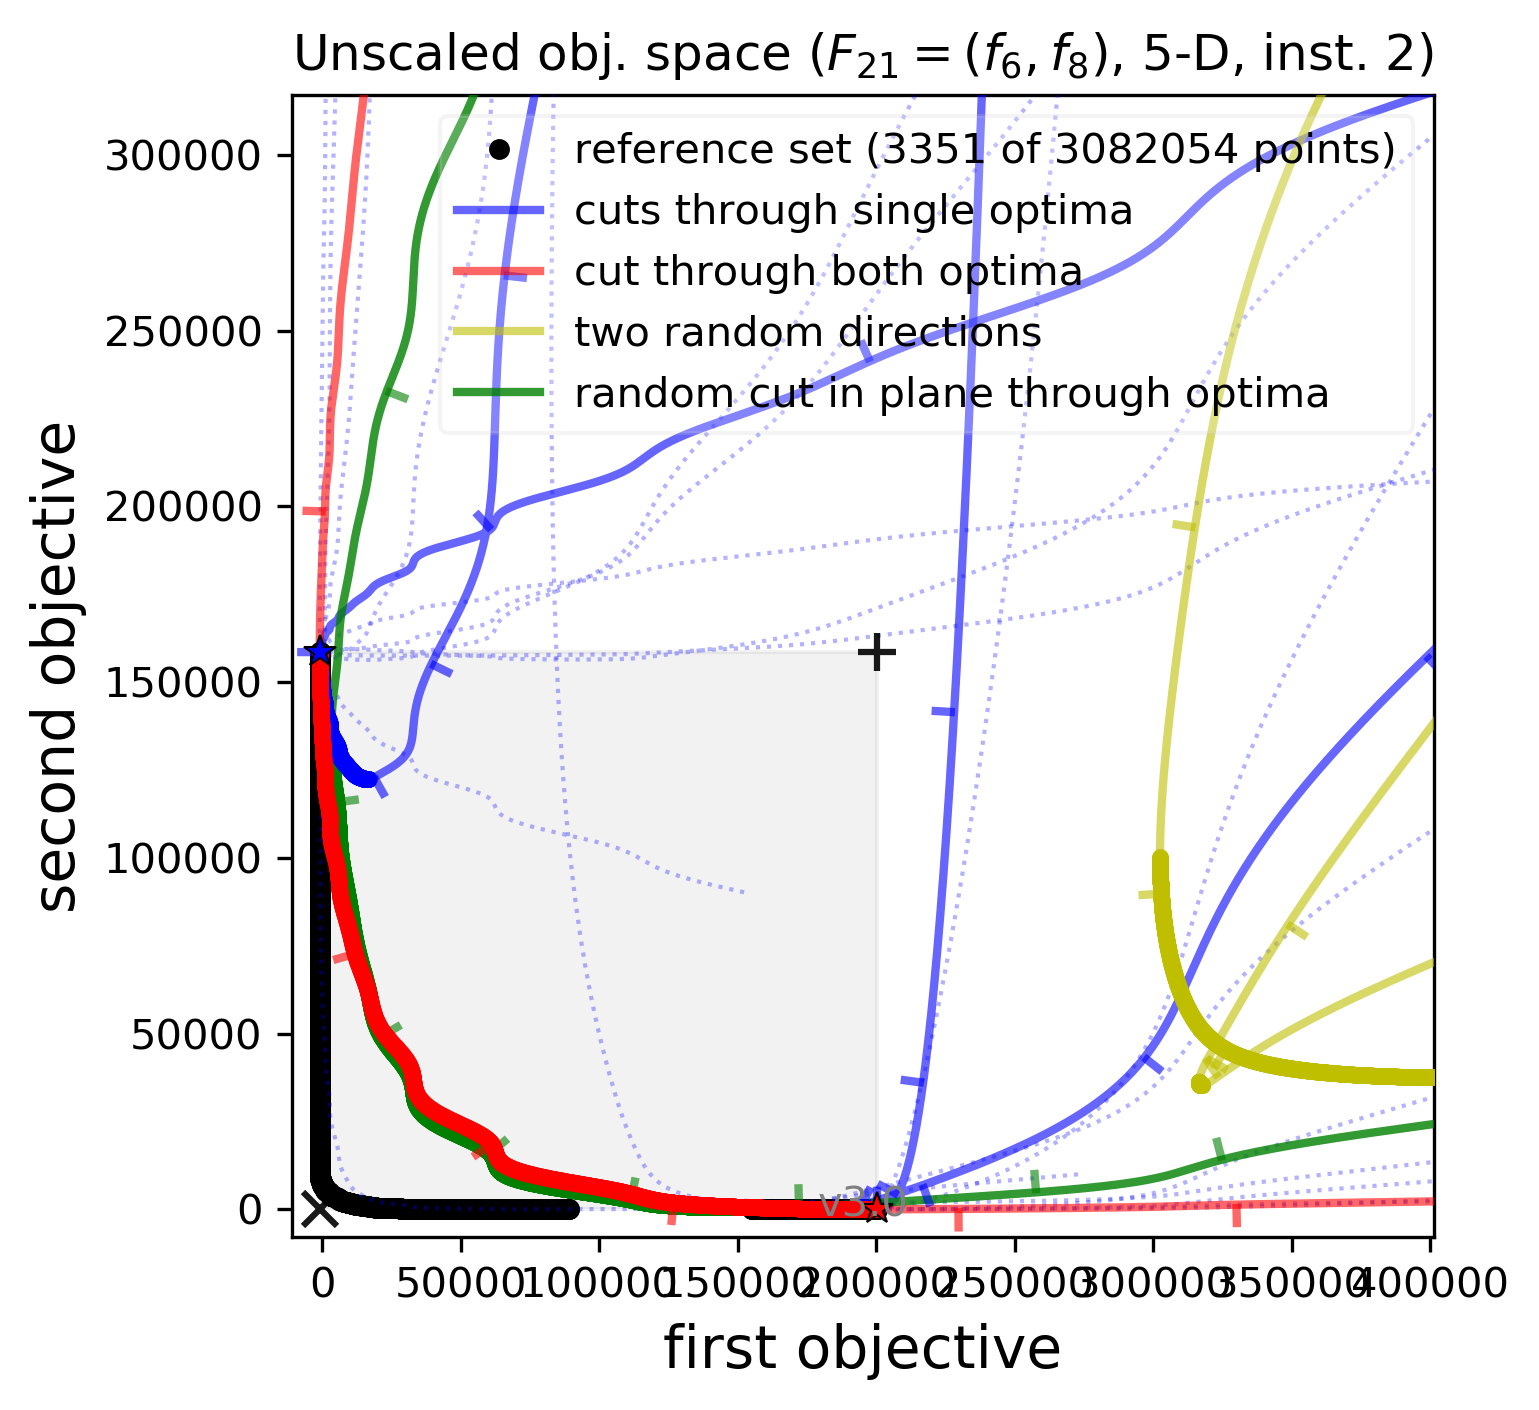 Unscaled obj. space (F21 = (f6, f8), 5-D, inst. 2)
reference set (3351 of 3082054 points)
cuts through single optima
cut through both optima
two random directions
random cut in plane through optima
second objective
300000
250000
200000
150000
100000
50000
0
v3.0
0 50000 100000 150000 200000 250000 300000 350000 400000
first objective